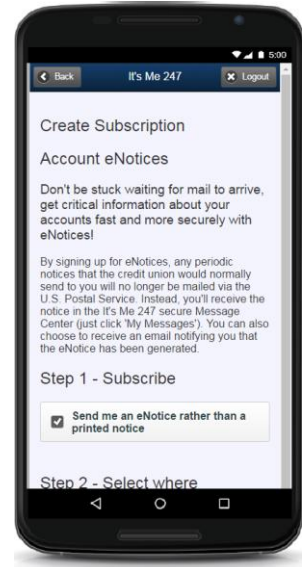 5:00
Back It's Me 247 Logout
Create Subscription
Account eNotices
Don't be stuck waiting for mail to arrive,
get critical information about your
accounts fast and more securely with
eNotices!
By signing up for eNotices, any periodic
notices that the credit union would normally
send to you will no longer be mailed via the
U.S. Postal Service. Instead, you'll receive the
notice in the It's Me 247 secure Message
Center (just click 'My Messages'). You can also
choose to receive an email notifying you that
the eNotice has been generated.
Step 1 - Subscribe
Send me an eNotice rather than a
printed notice
Step 2 - Select where